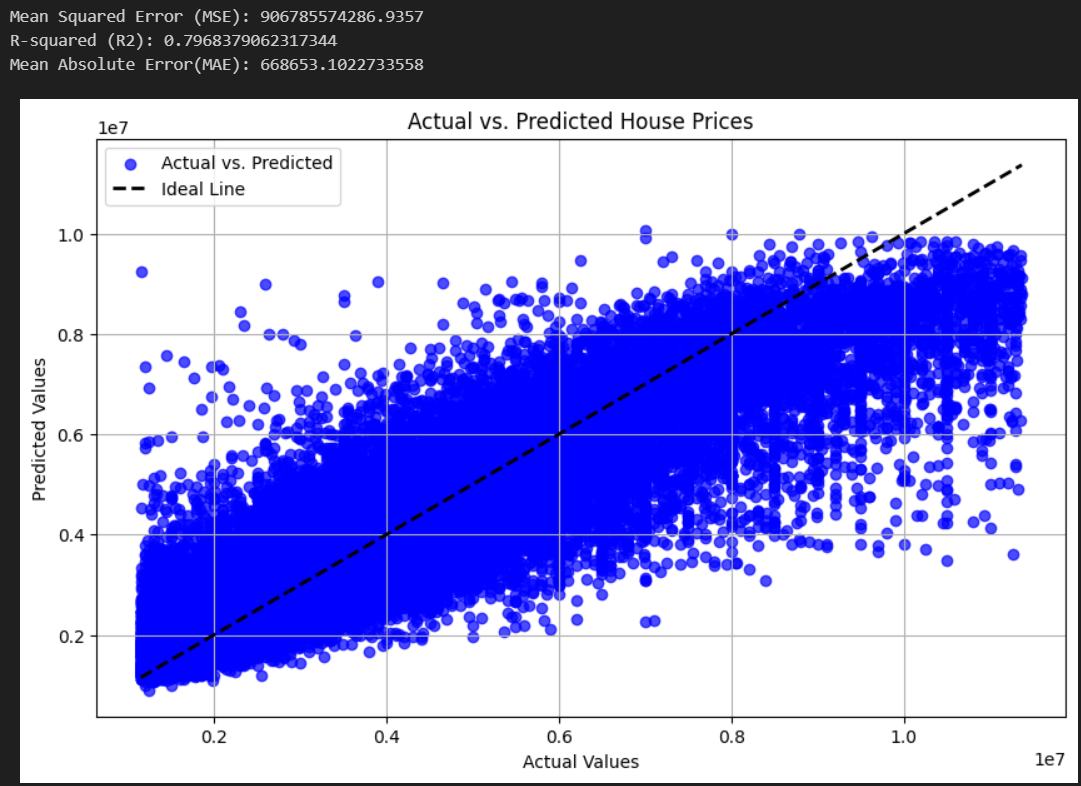 Mean Squared Error (MSE): 906785574286.9357
R-squared (R2): 0.7968379062317344
Mean Absolute Error(MAE): 668653.1022733558
Actual vs. Predicted House Prices
1e7
Actual vs. Predicted
Ideal Line
1.0
0.8
0.6
0.4
0.2
Predicted Values
0.2 0.4 0.6 0.8 1.0
1e7
Actual Values